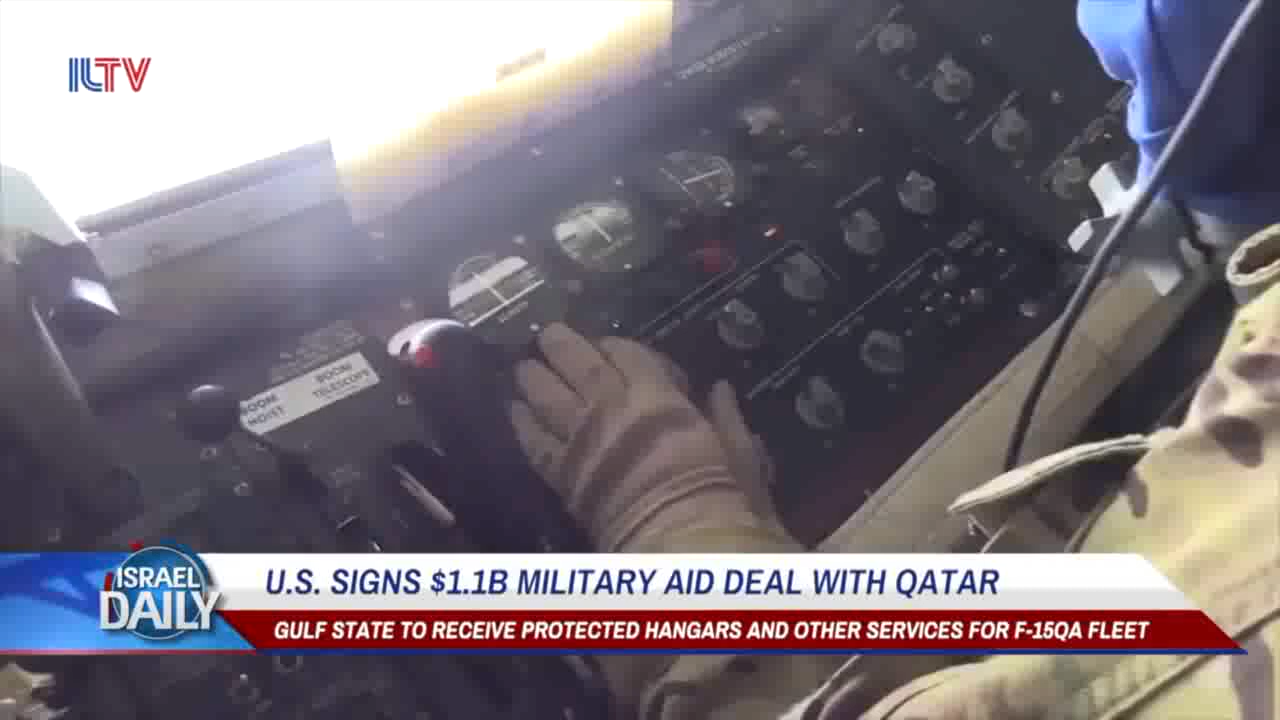 ILTV
BOOM
HOIST
BOOM
TELESCOPE
ISRAEL
DAILY
U.S. SIGNS $1.1B MILITARY AID DEAL WITH QATAR
GULF STATE TO RECEIVE PROTECTED HANGARS AND OTHER SERVICES FOR F-15QA FLEET